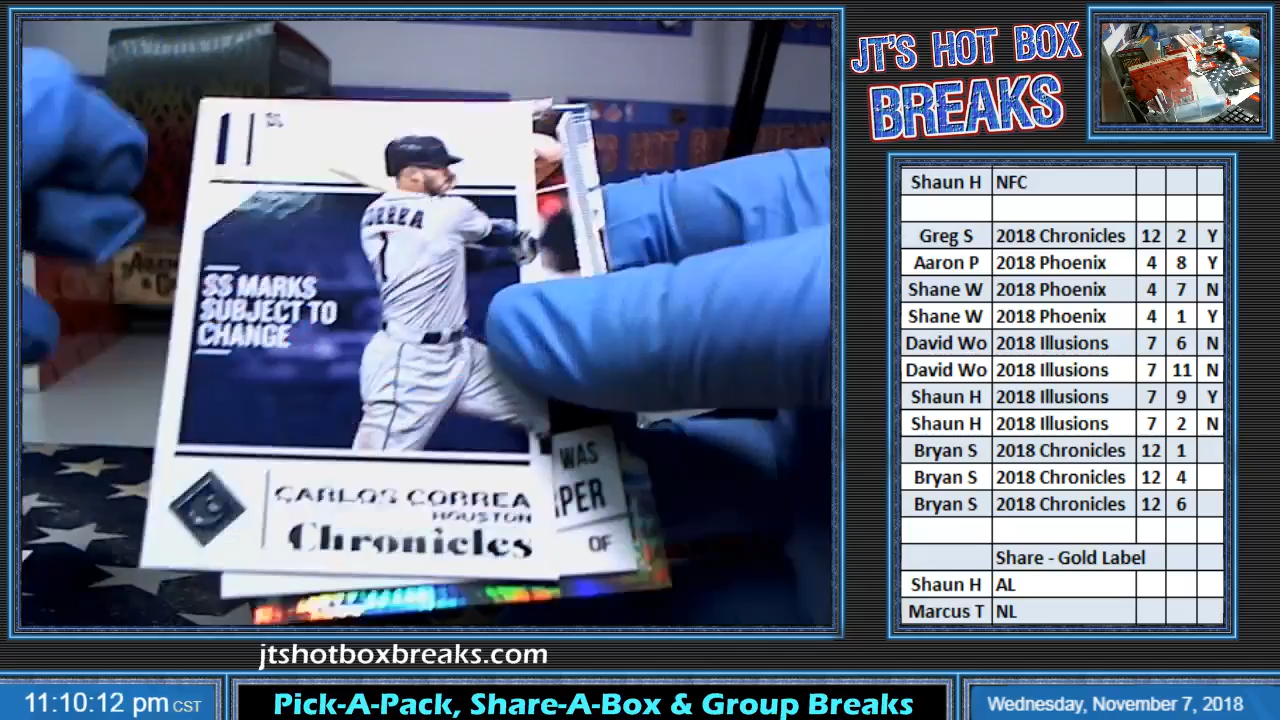 JT'S HOT BOX
BREAKS
CORREA
1
SS MARKS
SUBJECT TO
CHANGE
CARLOS CORREA
HOUSTON
Chronicles
WAS
PER
OF
HOT BOX
Shaun H NFC
Greg S 2018 Chronicles 12 2 Y
Aaron P 2018 Phoenix 4 8 Y
Shane W 2018 Phoenix 4 7 N
Shane W 2018 Phoenix 4 1 Y
David Wo 2018 Illusions 7 6 N
David Wo 2018 Illusions 7 11 N
Shaun H 2018 Illusions 7 9 Y
Shaun H 2018 Illusions 7 2 N
Bryan S 2018 Chronicles 12 1
Bryan S 2018 Chronicles 12 4
Bryan S 2018 Chronicles 12 6
Share - Gold Label
Shaun H AL
Marcus T NL
jtshotboxbreaks.com
11:10:12 pm CST
Pick-A-Pack, Share-A-Box & Group Breaks
Wednesday, November 7, 2018